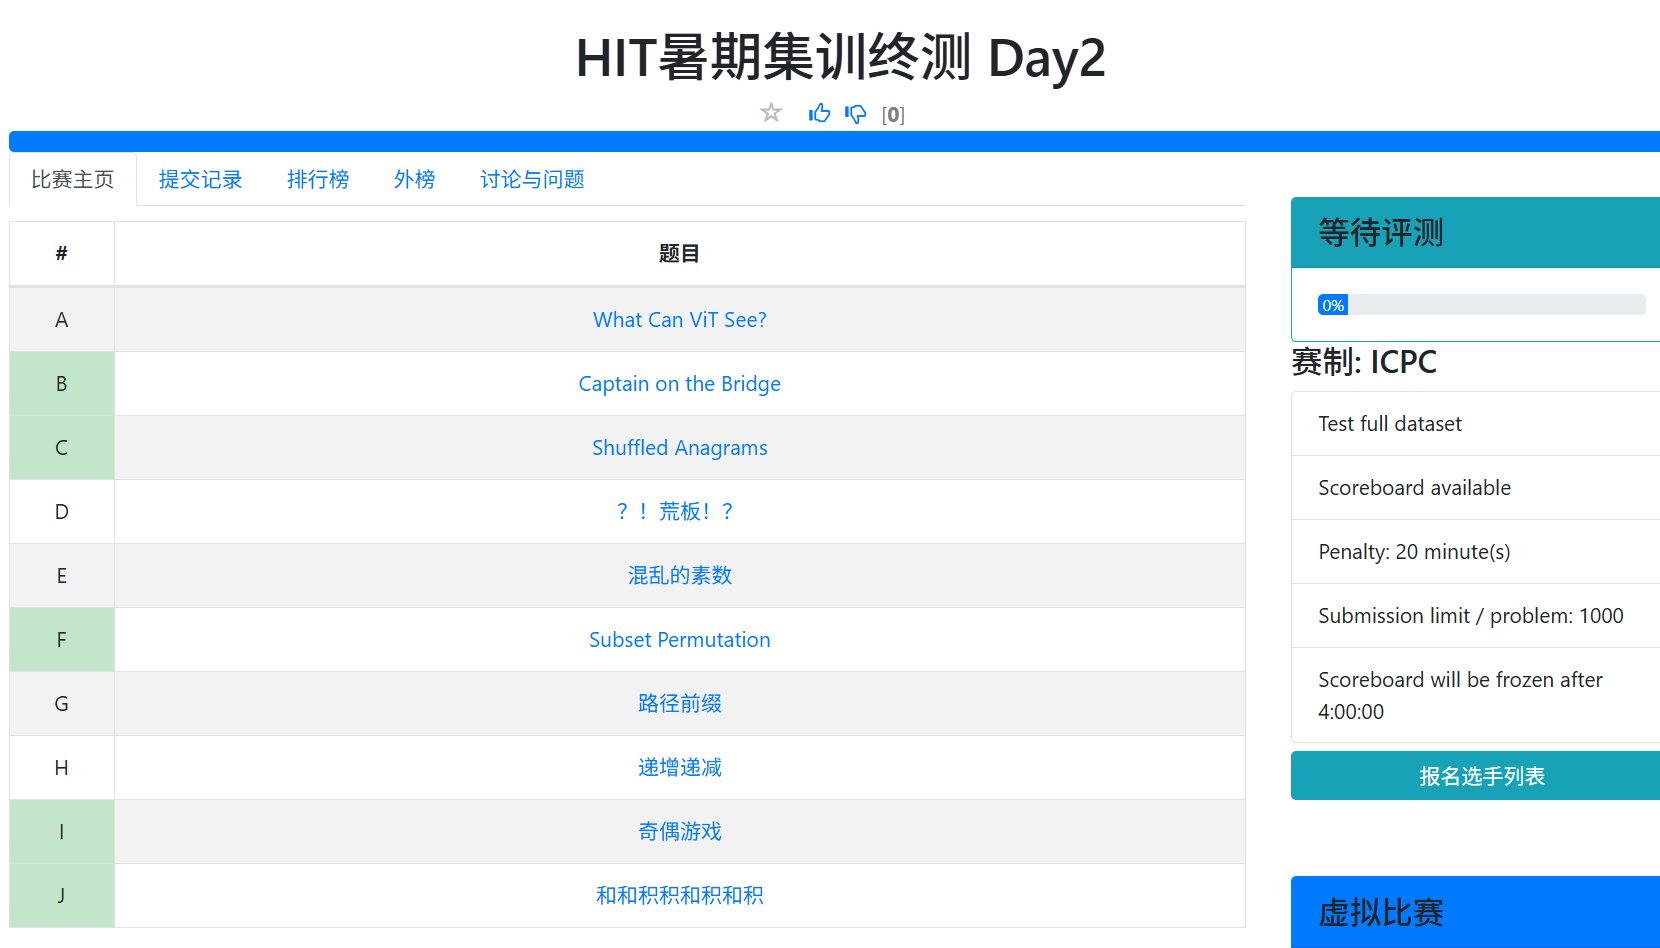 HIT暑期集训终测 Day2
[0]
比赛主页 提交记录 排行榜 外榜 讨论与问题
# 题目
A What Can ViT See?
B Captain on the Bridge
C Shuffled Anagrams
D ？！荒板！？
E 混乱的素数
F Subset Permutation
G 路径前缀
H 递增递减
I 奇偶游戏
J 和和积积和积和积
等待评测
0%
赛制: ICPC
Test full dataset
Scoreboard available
Penalty: 20 minute(s)
Submission limit / problem: 1000
Scoreboard will be frozen after
4:00:00
报名选手列表
虚拟比赛